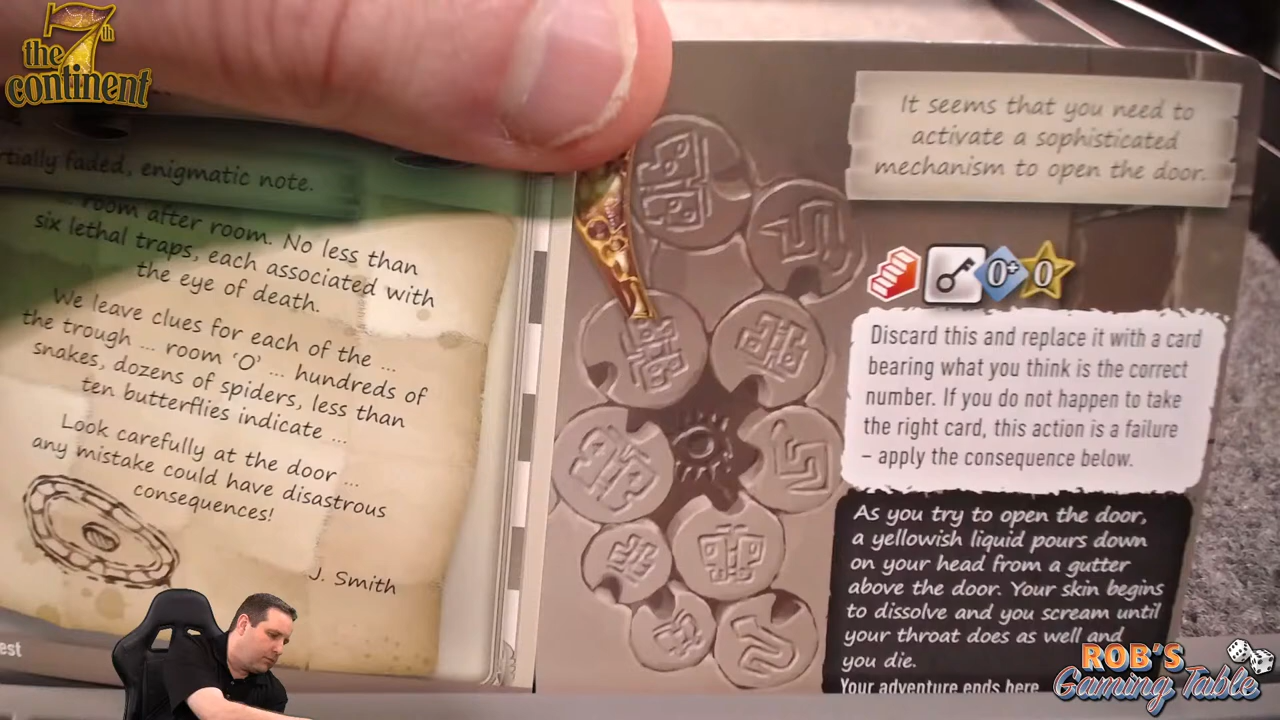 the 7th
continent
rtially faded, enigmatic note.
room after room. No less than
six lethal traps, each associated with
the eye of death.
We leave clues for each of the ...
the trough ... room 'O' ... hundreds of
snakes, dozens of spiders, less than
ten butterflies indicate ...
Look carefully at the door ...
any mistake could have disastrous
consequences!
J. Smith
est
It seems that you need to
activate a sophisticated
mechanism to open the door.
0+ 0
Discard this and replace it with a card
bearing what you think is the correct
number. If you do not happen to take
the right card, this action is a failure
– apply the consequence below.
As you try to open the door,
a yellowish liquid pours down
on your head from a gutter
above the door. Your skin begins
to dissolve and you scream until
your throat does as well and
you die.
Your adventure ends here
ROB'S
Gaming Table